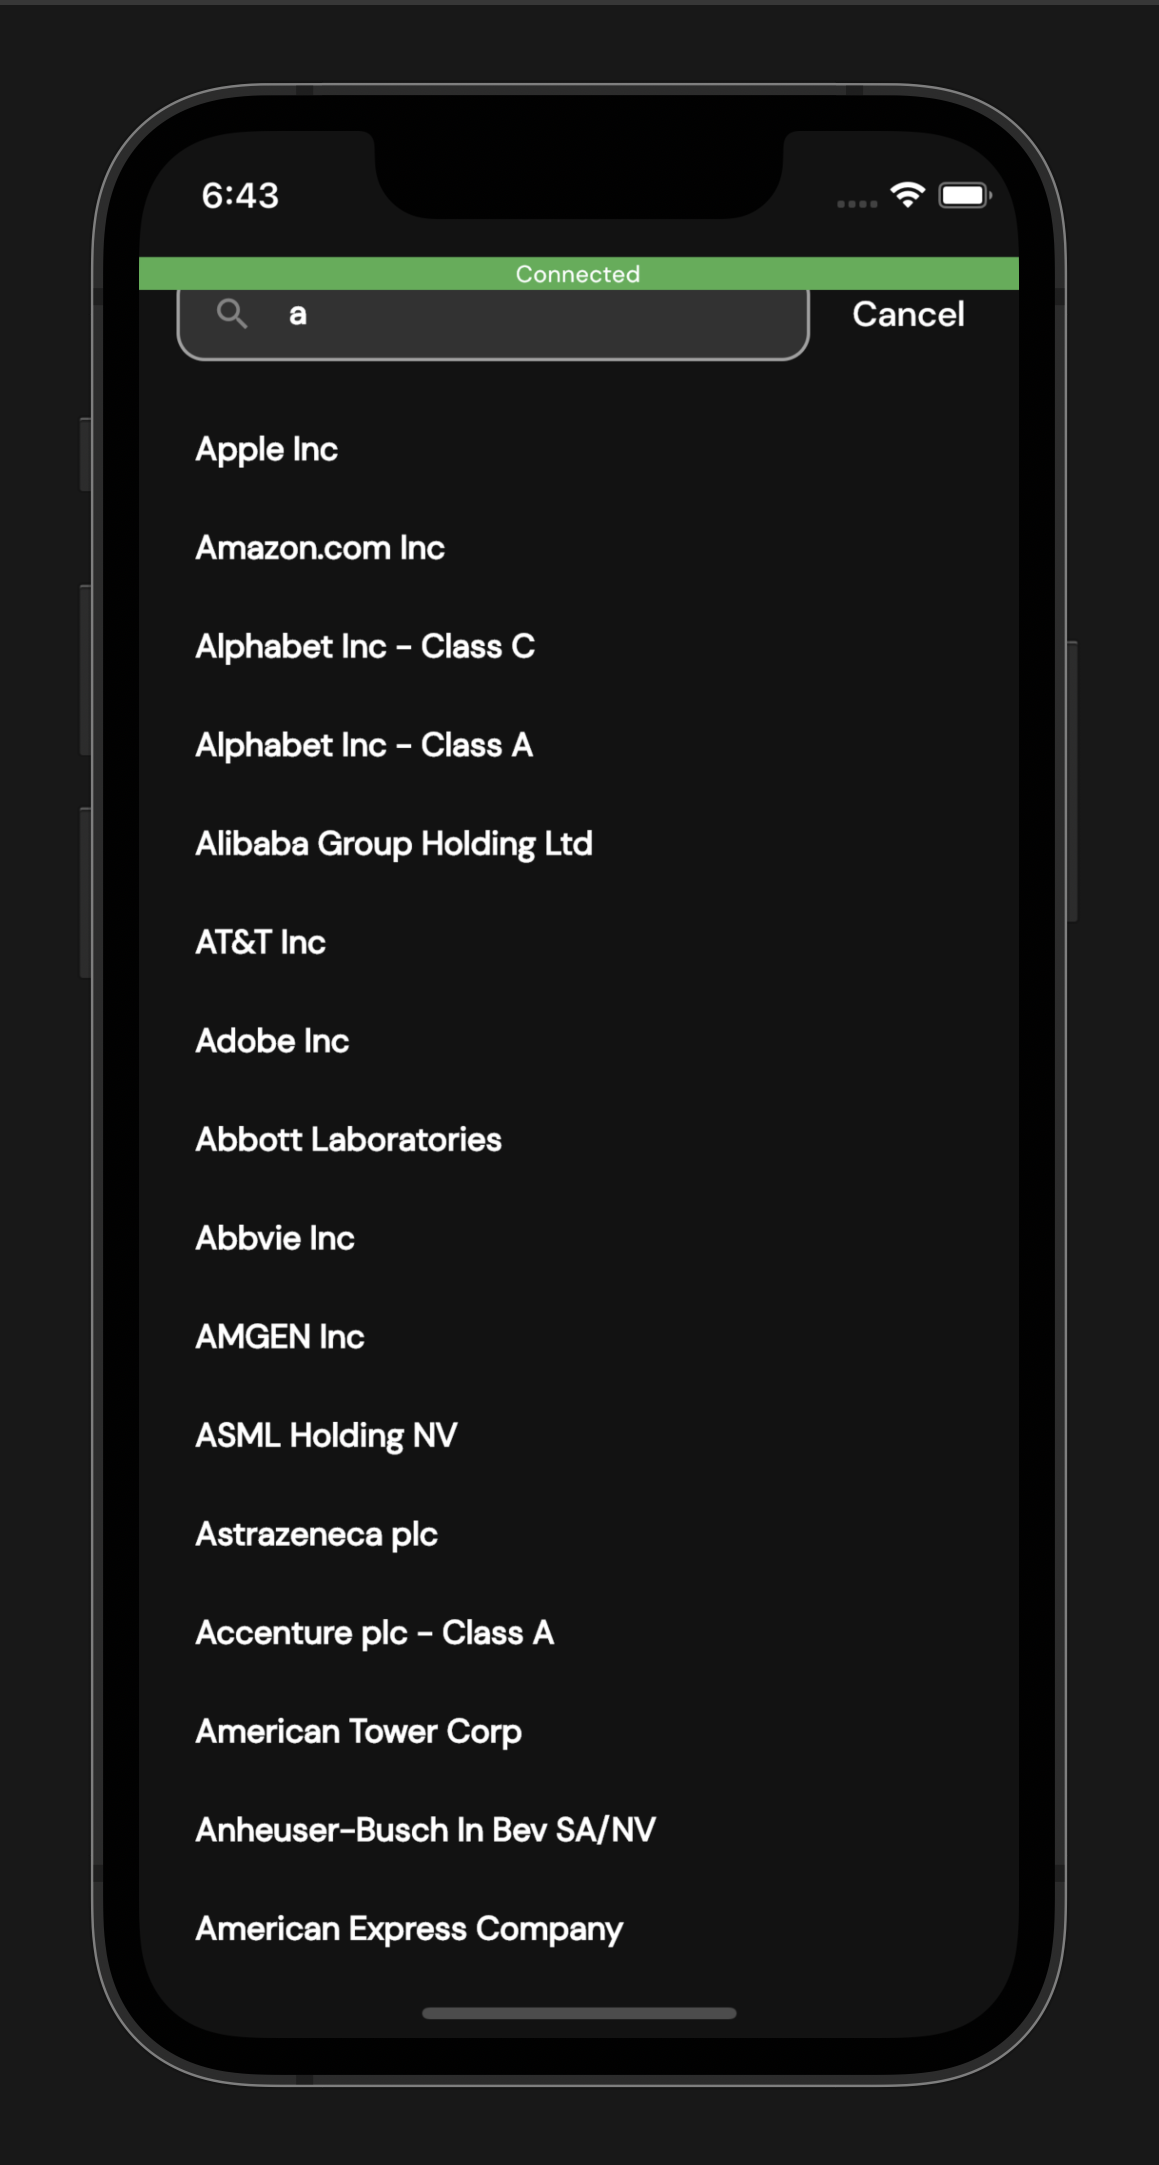 6:43
Connected
a
Cancel
Apple Inc
Amazon.com Inc
Alphabet Inc - Class C
Alphabet Inc - Class A
Alibaba Group Holding Ltd
AT&T Inc
Adobe Inc
Abbott Laboratories
Abbvie Inc
AMGEN Inc
ASML Holding NV
Astrazeneca plc
Accenture plc - Class A
American Tower Corp
Anheuser-Busch In Bev SA/NV
American Express Company